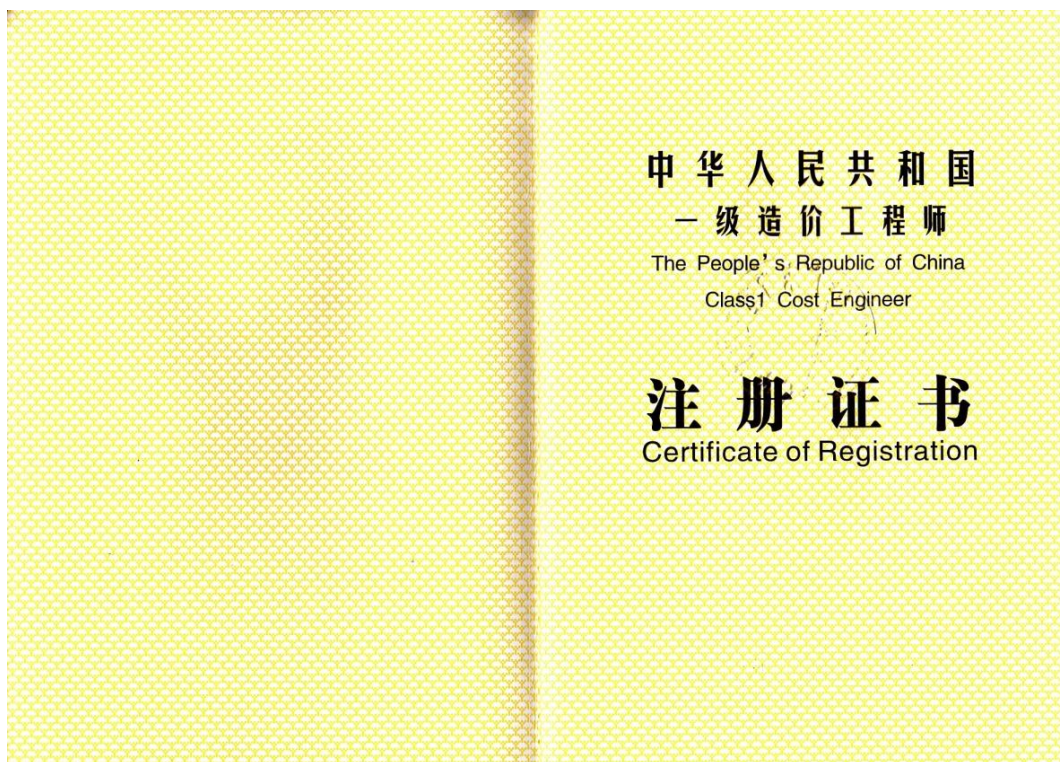 中华人民共和国
一级造价工程师
The People's Republic of China
Class1 Cost Engineer
注册证书
Certificate of Registration